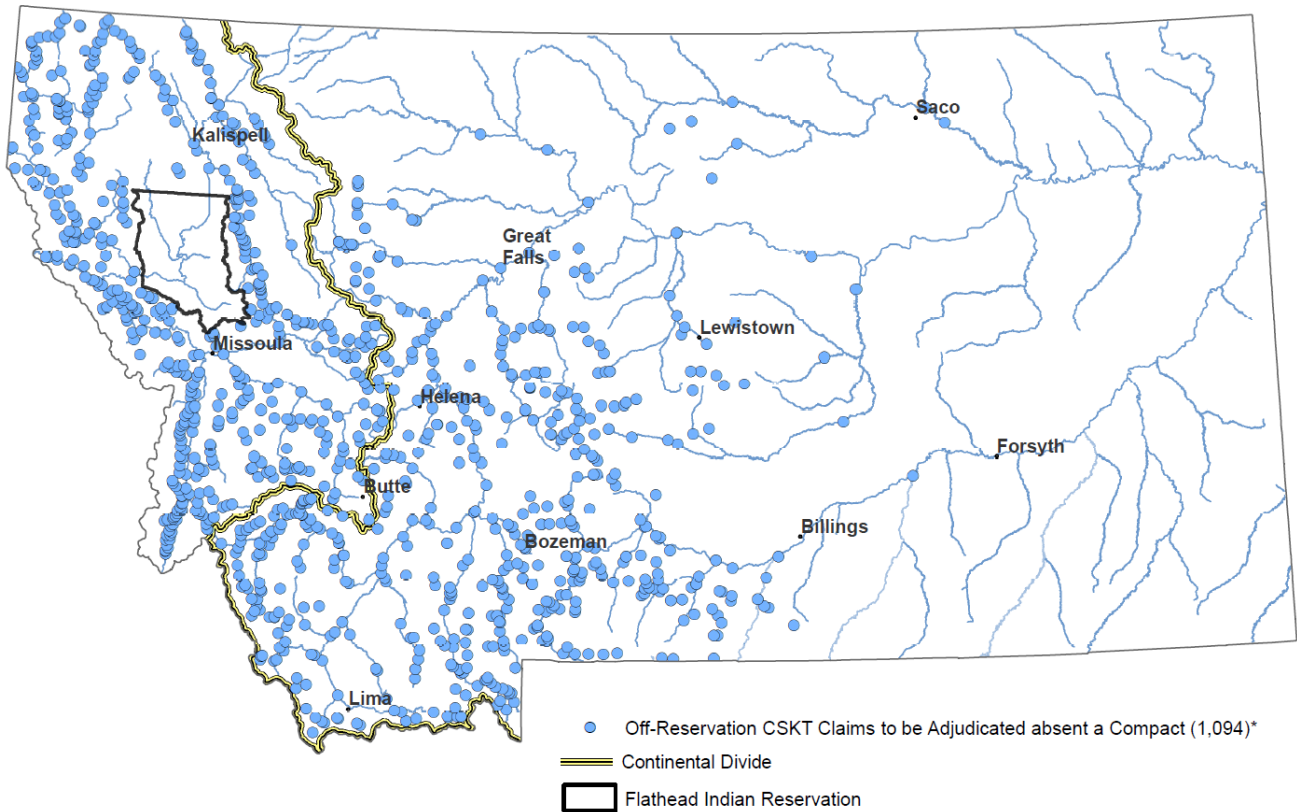 Saco
Kalispell
Great
Falls
Lewistown
Missoula
Helena
Forsyth
Butte
Billings
Bozeman
Lima
Off-Reservation CSKT Claims to be Adjudicated absent a Compact (1,094)*
Continental Divide
Flathead Indian Reservation